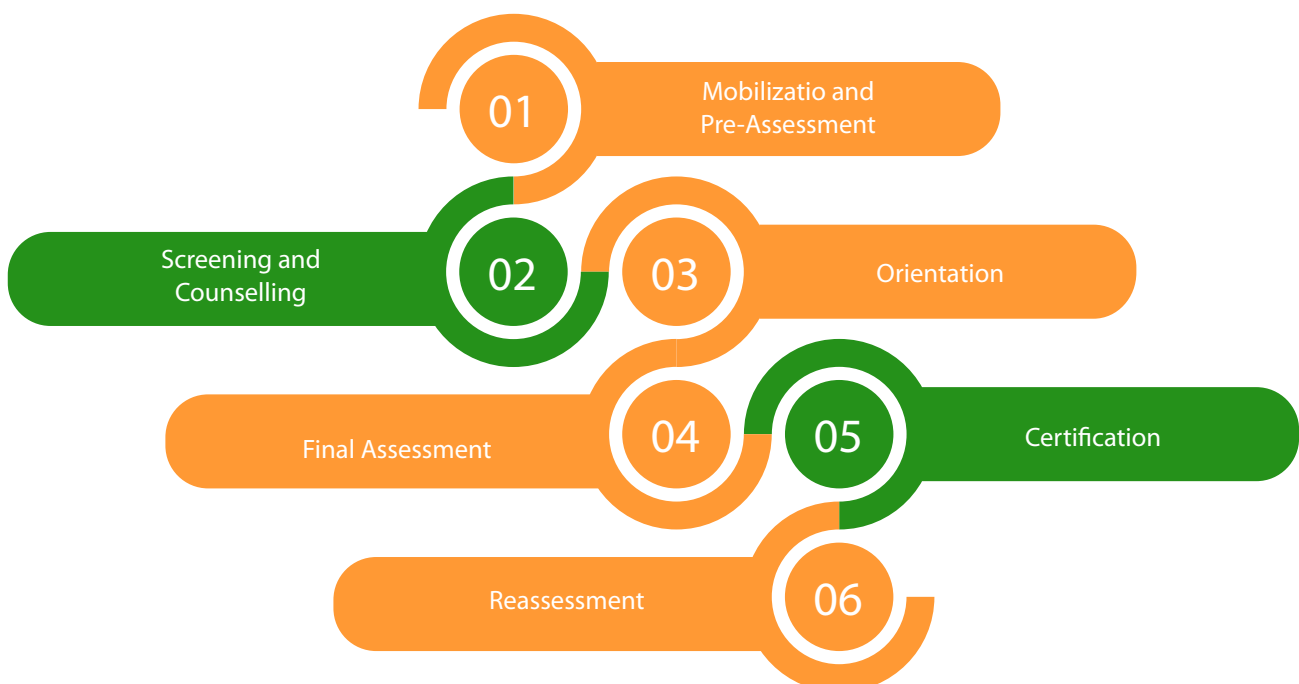 01
Mobilizatio and
Pre-Assessment
Screening and
Counselling
02
03
Orientation
Final Assessment
04
05
Certification
Reassessment
06